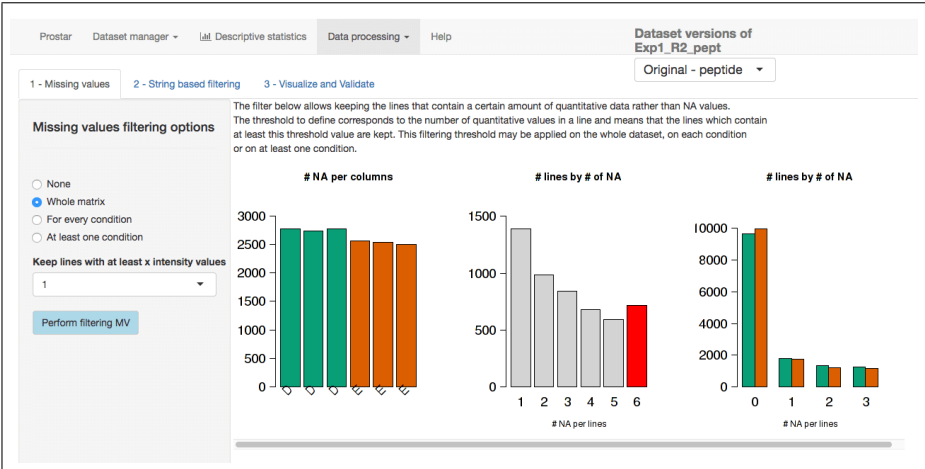 Prostar Dataset manager Descriptive statistics Data processing Help
Dataset versions of
Exp1_R2_pept
Original - peptide
1 - Missing values 2 - String based filtering 3 - Visualize and Validate
Missing values filtering options
None
Whole matrix
For every condition
At least one condition
Keep lines with at least x intensity values
1
Perform filtering MV
The filter below allows keeping the lines that contain a certain amount of quantitative data rather than NA values.
The threshold to define corresponds to the number of quantitative values in a line and means that the lines which contain
at least this threshold value are kept. This filtering threshold may be applied on the whole dataset, on each condition
or on at least one condition.
# NA per columns
3000
2500
2000
1500
1000
500
0
D D D E E E
# lines by # of NA
1500
1000
500
0
1 2 3 4 5 6
# NA per lines
# lines by # of NA
10000
8000
6000
4000
2000
0
0 1 2 3
# NA per lines